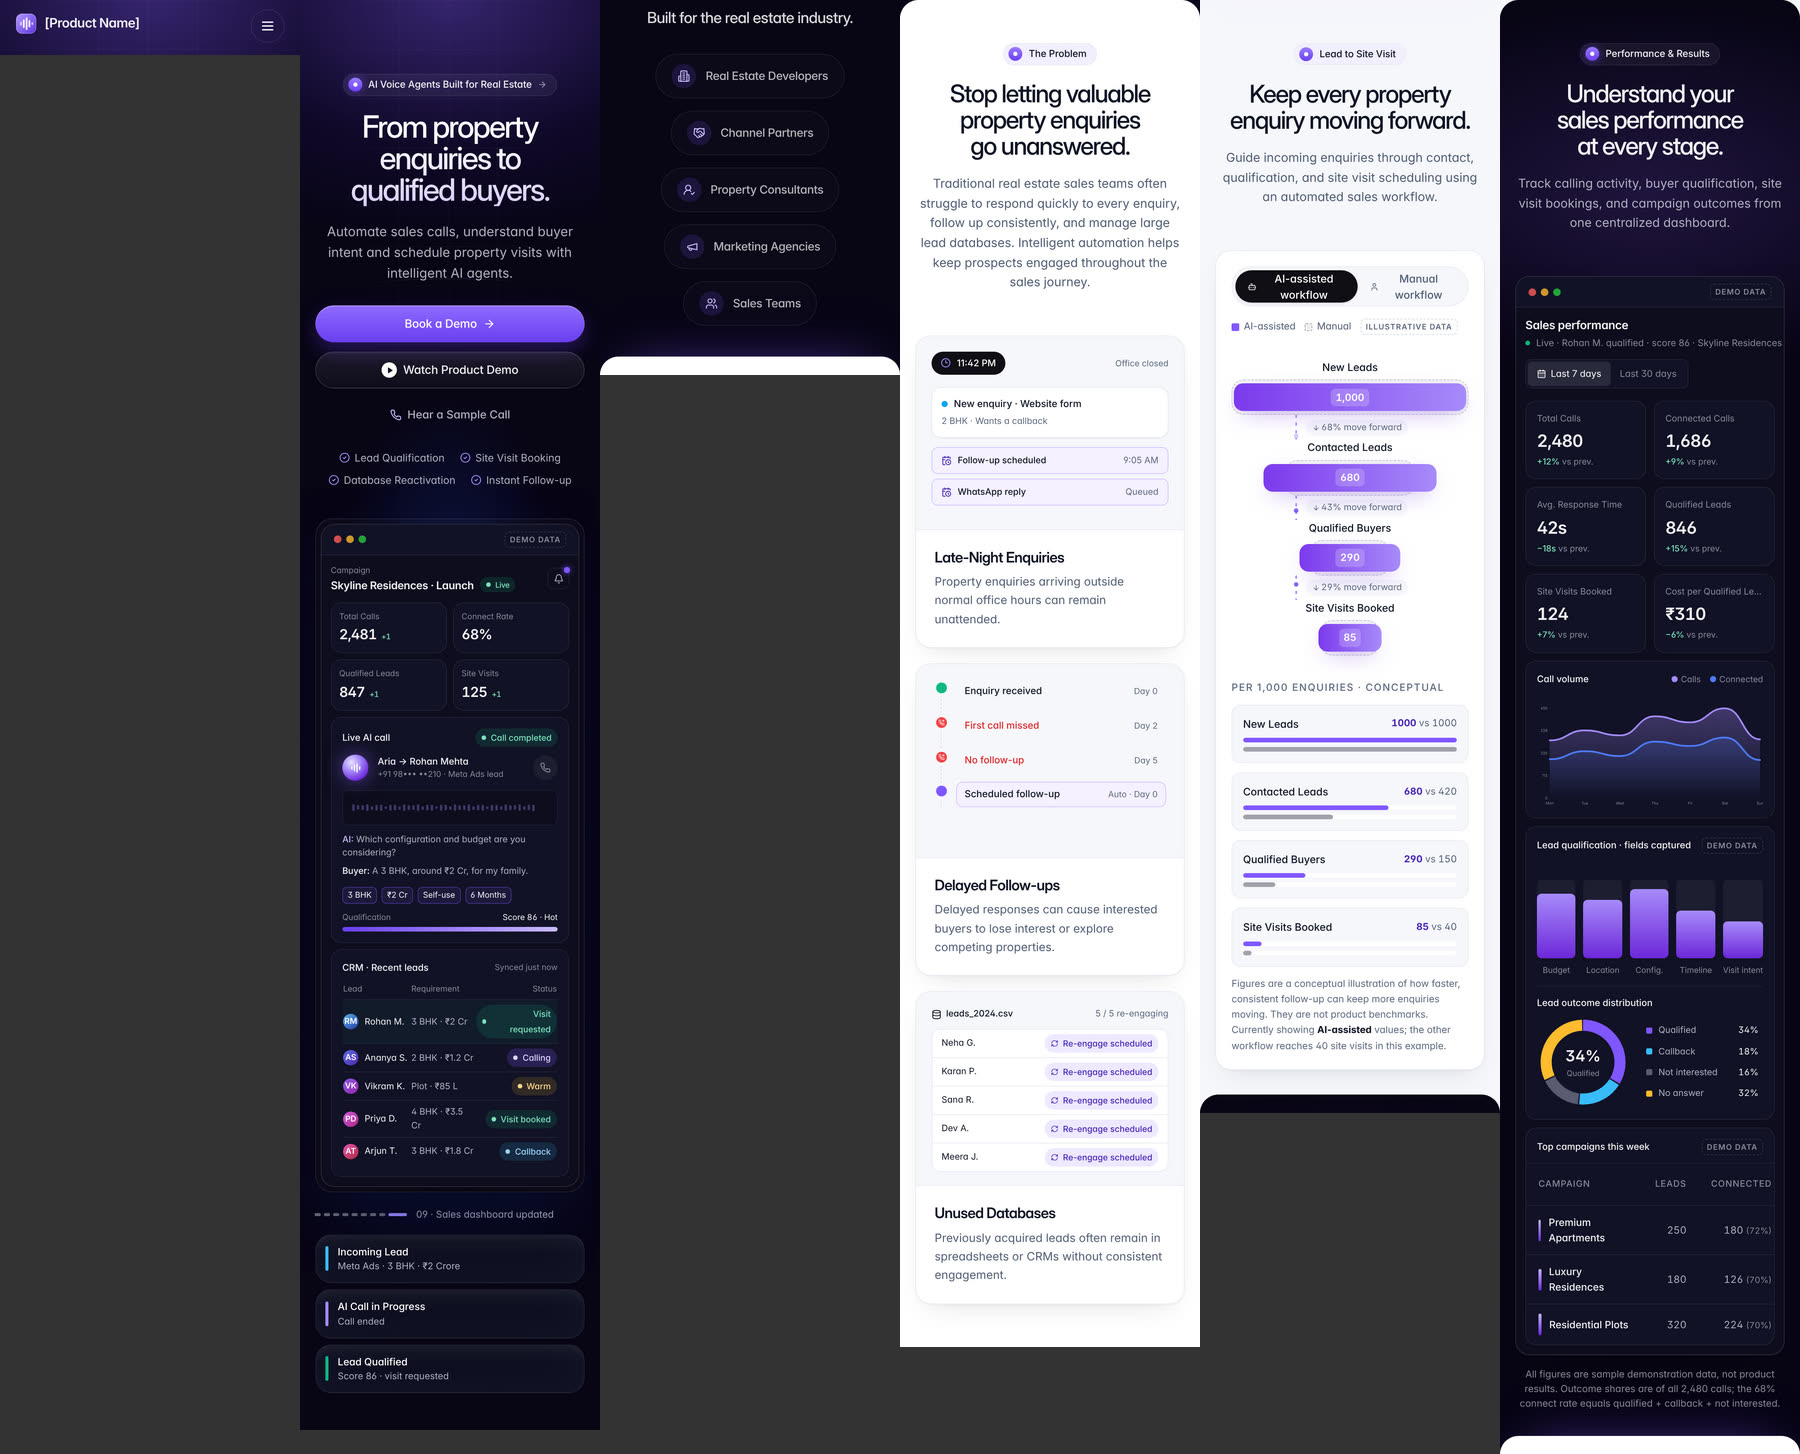 [Product Name]
AI Voice Agents Built for Real Estate →
From property
enquiries to
qualified buyers.
Automate sales calls, understand buyer
intent and schedule property visits with
intelligent AI agents.
Book a Demo →
Watch Product Demo
Hear a Sample Call
Lead Qualification
Site Visit Booking
Database Reactivation
Instant Follow-up
DEMO DATA
Campaign
Skyline Residences · Launch
Live
Total Calls
2,481 +1
Connect Rate
68%
Qualified Leads
847 +1
Site Visits
125 +1
Live AI call
Call completed
Aria → Rohan Mehta
+91 98••• ••210 · Meta Ads lead
AI: Which configuration and budget are you
considering?
Buyer: A 3 BHK, around ₹2 Cr, for my family.
3 BHK
₹2 Cr
Self-use
6 Months
Qualification
Score 86 · Hot
CRM · Recent leads
Synced just now
Lead Requirement Status
RM Rohan M. 3 BHK · ₹2 Cr Visit
requested
AS Ananya S. 2 BHK · ₹1.2 Cr Calling
VK Vikram K. Plot · ₹85 L Warm
PD Priya D. 4 BHK · ₹3.5
Cr Visit booked
AT Arjun T. 3 BHK · ₹1.8 Cr Callback
09 · Sales dashboard updated
Incoming Lead
Meta Ads · 3 BHK · ₹2 Crore
AI Call in Progress
Call ended
Lead Qualified
Score 86 · visit requested
Built for the real estate industry.
Real Estate Developers
Channel Partners
Property Consultants
Marketing Agencies
Sales Teams
The Problem
Stop letting valuable
property enquiries
go unanswered.
Traditional real estate sales teams often
struggle to respond quickly to every enquiry,
follow up consistently, and manage large
lead databases. Intelligent automation helps
keep prospects engaged throughout the
sales journey.
11:42 PM
Office closed
New enquiry · Website form
2 BHK · Wants a callback
Follow-up scheduled 9:05 AM
WhatsApp reply Queued
Late-Night Enquiries
Property enquiries arriving outside
normal office hours can remain
unattended.
Enquiry received Day 0
First call missed Day 2
No follow-up Day 5
Scheduled follow-up Auto · Day 0
Delayed Follow-ups
Delayed responses can cause interested
buyers to lose interest or explore
competing properties.
leads_2024.csv 5 / 5 re-engaging
Neha G. Re-engage scheduled
Karan P. Re-engage scheduled
Sana R. Re-engage scheduled
Dev A. Re-engage scheduled
Meera J. Re-engage scheduled
Unused Databases
Previously acquired leads often remain in
spreadsheets or CRMs without consistent
engagement.
Lead to Site Visit
Keep every property
enquiry moving forward.
Guide incoming enquiries through contact,
qualification, and site visit scheduling using
an automated sales workflow.
AI-assisted
workflow
Manual
workflow
AI-assisted
Manual
ILLUSTRATIVE DATA
New Leads
1,000
↓ 68% move forward
Contacted Leads
680
↓ 43% move forward
Qualified Buyers
290
↓ 29% move forward
Site Visits Booked
85
PER 1,000 ENQUIRIES · CONCEPTUAL
New Leads 1000 vs 1000
Contacted Leads 680 vs 420
Qualified Buyers 290 vs 150
Site Visits Booked 85 vs 40
Figures are a conceptual illustration of how faster,
consistent follow-up can keep more enquiries
moving. They are not product benchmarks.
Currently showing AI-assisted values; the other
workflow reaches 40 site visits in this example.
Performance & Results
Understand your
sales performance
at every stage.
Track calling activity, buyer qualification, site
visit bookings, and campaign outcomes from
one centralized dashboard.
DEMO DATA
Sales performance
Live · Rohan M. qualified · score 86 · Skyline Residences
Last 7 days
Last 30 days
Total Calls
2,480
+12% vs prev.
Connected Calls
1,686
+9% vs prev.
Avg. Response Time
42s
−18s vs prev.
Qualified Leads
846
+15% vs prev.
Site Visits Booked
124
+7% vs prev.
Cost per Qualified Le...
₹310
−6% vs prev.
Call volume
Calls
Connected
Mon Tue Wed Thu Fri Sat Sun
Lead qualification · fields captured
DEMO DATA
Budget Location Config. Timeline Visit intent
Lead outcome distribution
34%
Qualified
Qualified 34%
Callback 18%
Not interested 16%
No answer 32%
Top campaigns this week
DEMO DATA
CAMPAIGN LEADS CONNECTED
Premium
Apartments 250 180 (72%)
Luxury
Residences 180 126 (70%)
Residential Plots 320 224 (70%)
All figures are sample demonstration data, not product
results. Outcome shares are of all 2,480 calls; the 68%
connect rate equals qualified + callback + not interested.